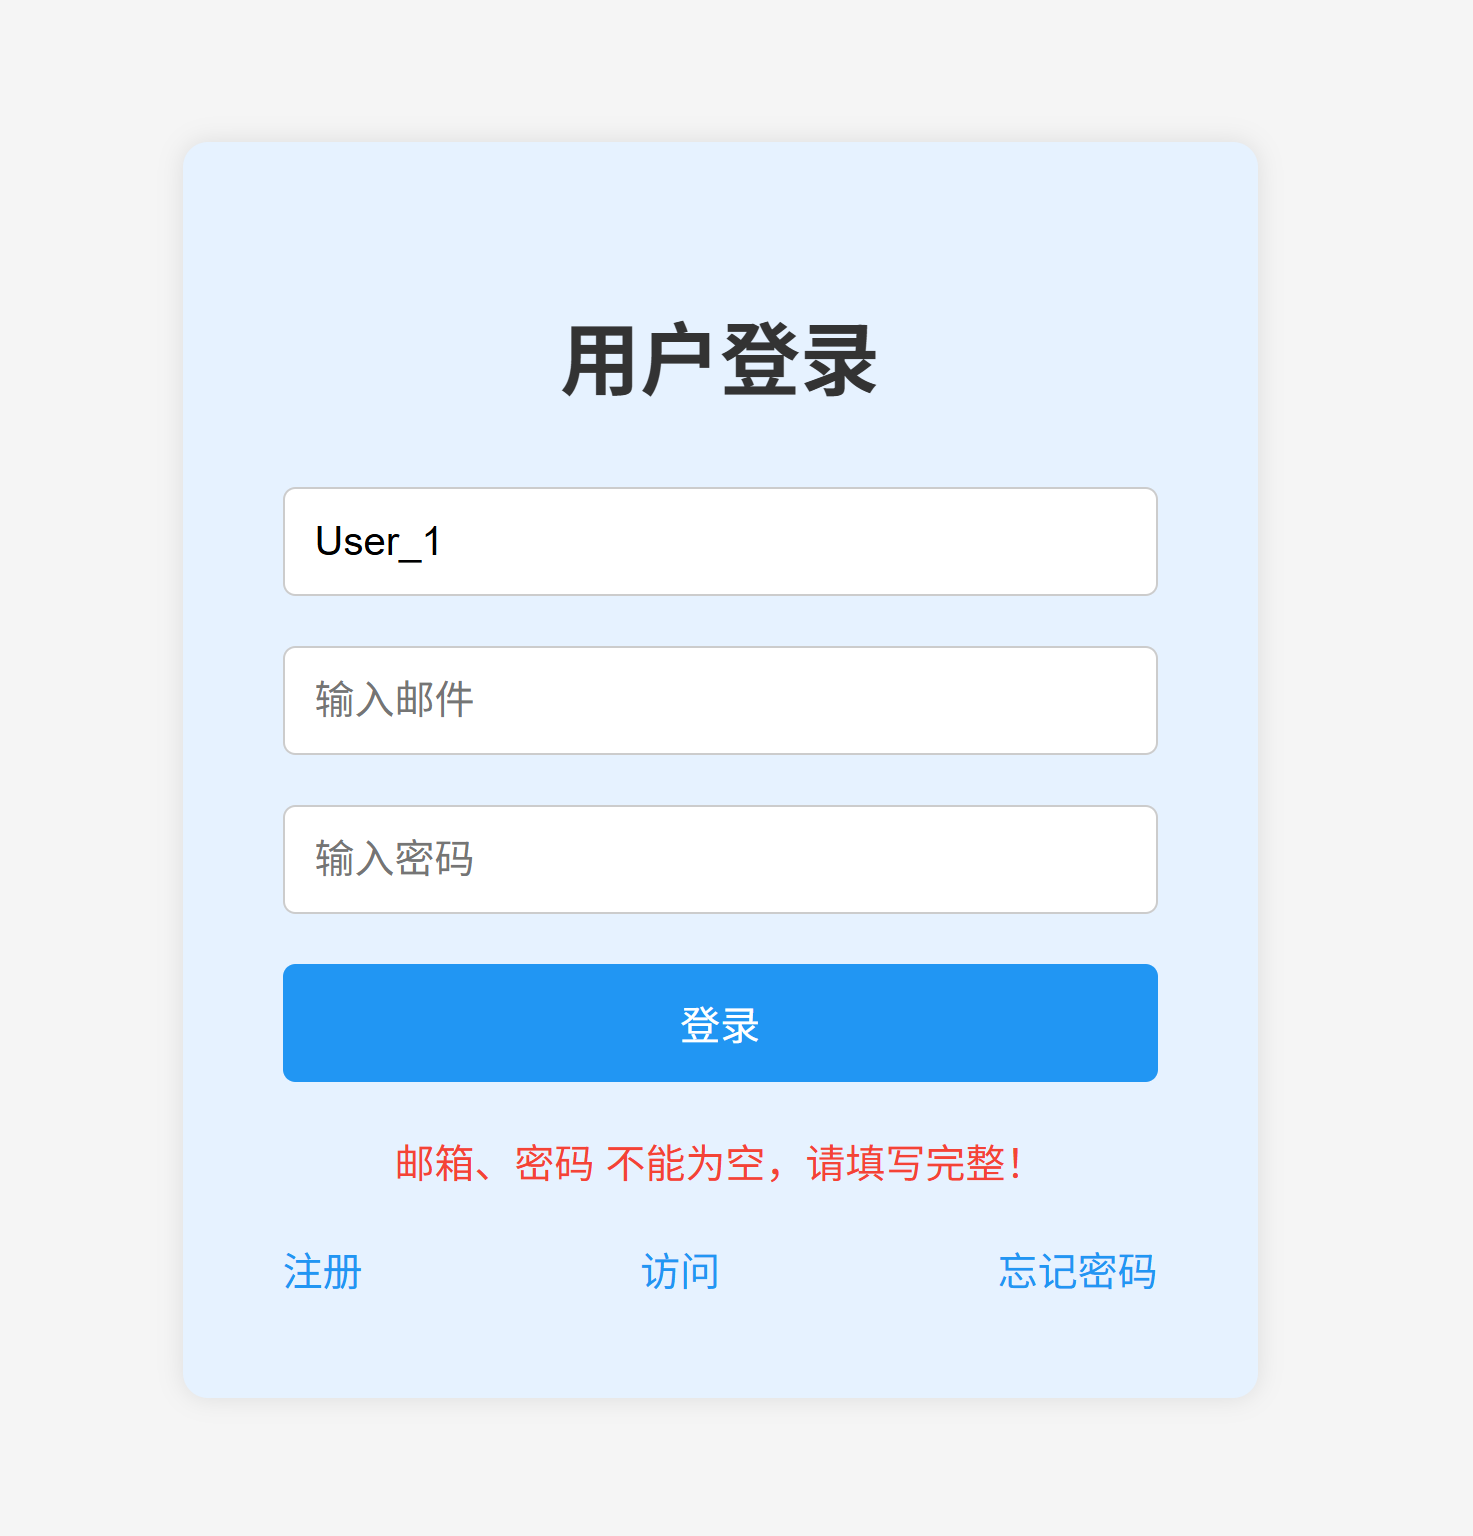 用户登录
User_1
输入邮件
输入密码
登录
邮箱、密码 不能为空，请填写完整！
注册 访问 忘记密码